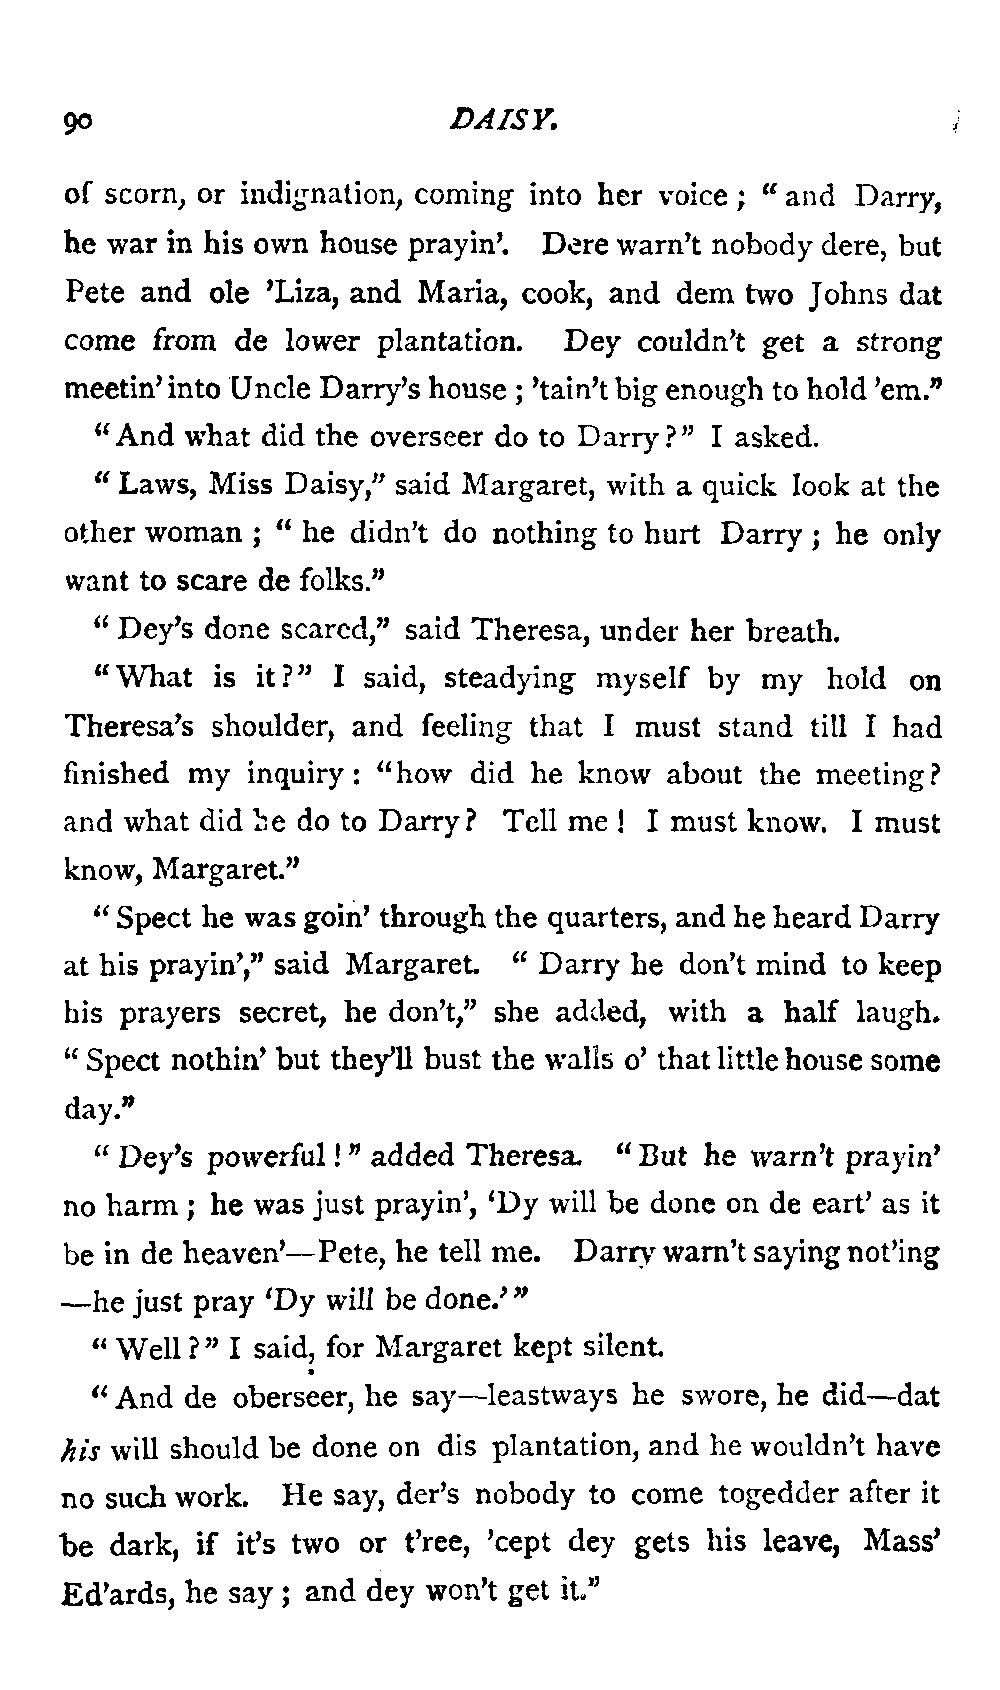 90 DAISY.
of scorn, or indignation, coming into her voice; "and Darry,
he war in his own house prayin'. Dere warn't nobody dere, but
Pete and ole 'Liza, and Maria, cook, and dem two Johns dat
come from de lower plantation. Dey couldn't get a strong
meetin' into Uncle Darry's house; 'tain't big enough to hold 'em."
"And what did the overseer do to Darry?" I asked.
"Laws, Miss Daisy," said Margaret, with a quick look at the
other woman; "he didn't do nothing to hurt Darry; he only
want to scare de folks."
"Dey's done scared," said Theresa, under her breath.
"What is it?" I said, steadying myself by my hold on
Theresa's shoulder, and feeling that I must stand till I had
finished my inquiry: "how did he know about the meeting?
and what did he do to Darry? Tell me! I must know. I must
know, Margaret."
"Spect he was goin' through the quarters, and he heard Darry
at his prayin'," said Margaret. "Darry he don't mind to keep
his prayers secret, he don't," she added, with a half laugh.
"Spect nothin' but they'll bust the walls o' that little house some
day."
"Dey's powerful!" added Theresa. "But he warn't prayin'
no harm; he was just prayin', 'Dy will be done on de eart' as it
be in de heaven'—Pete, he tell me. Darry warn't saying not'ing
—he just pray 'Dy will be done.'"
"Well?" I said, for Margaret kept silent.
"And de oberseer, he say—leastways he swore, he did—dat
his will should be done on dis plantation, and he wouldn't have
no such work. He say, der's nobody to come togedder after it
be dark, if it's two or t'ree, 'cept dey gets his leave, Mass'
Ed'ards, he say; and dey won't get it."